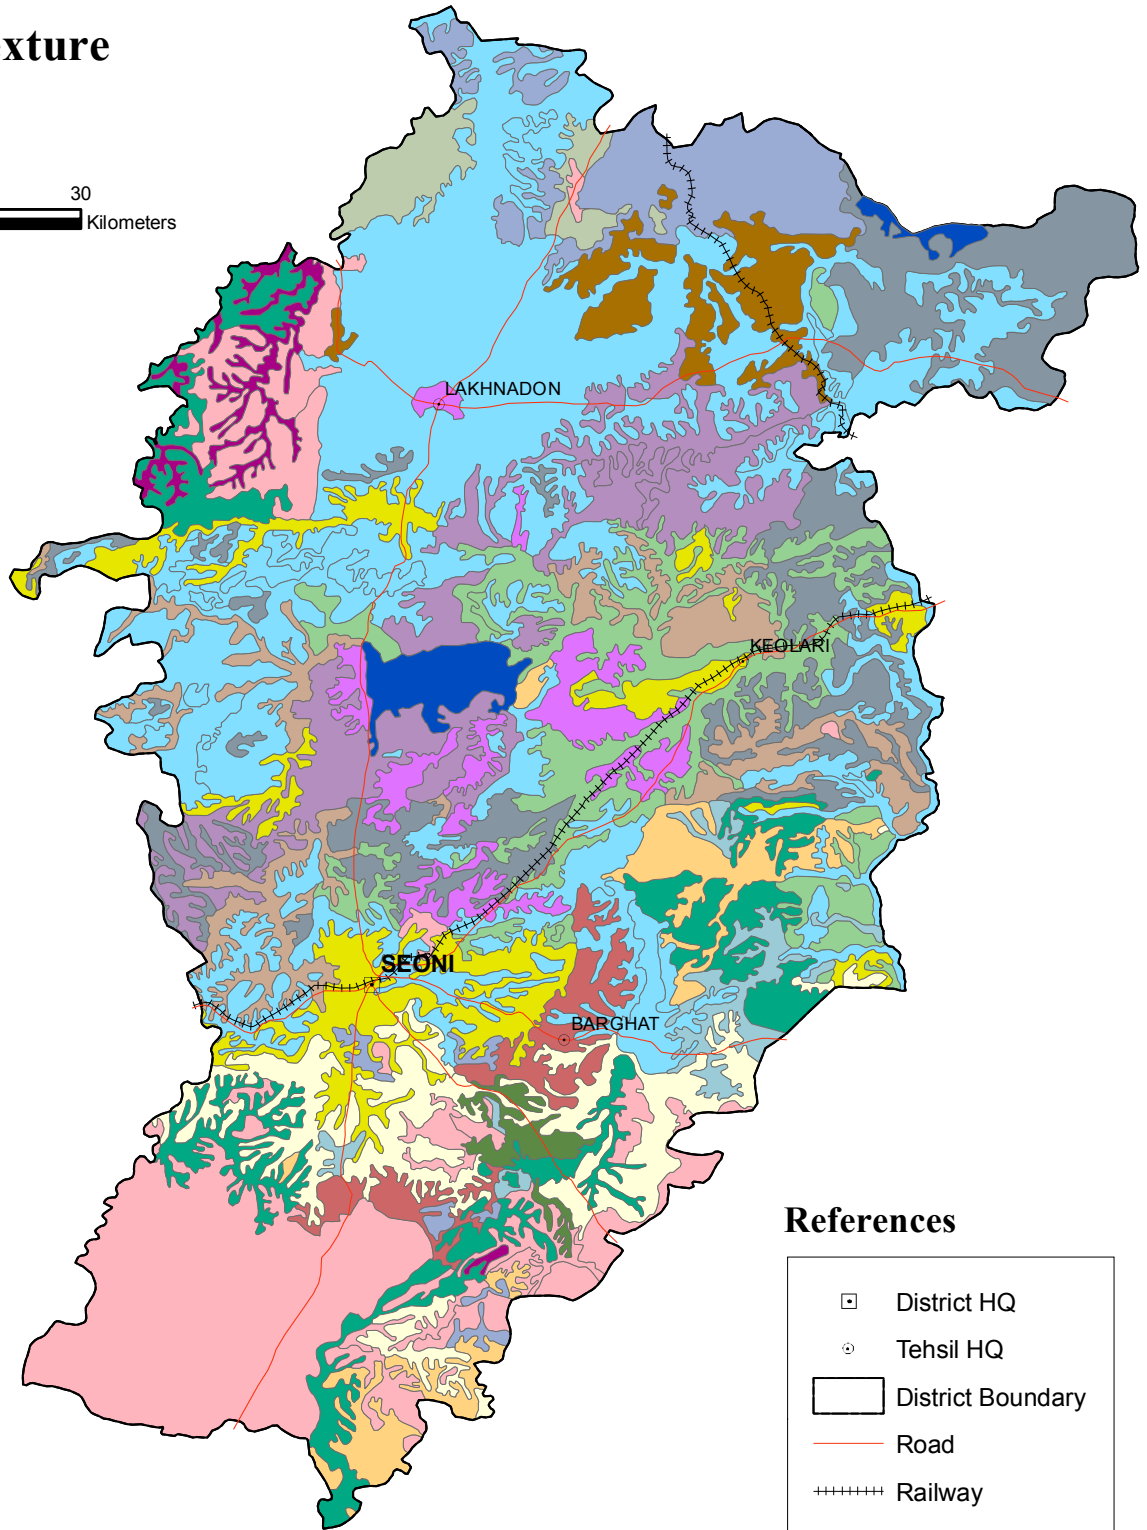 xture
30
Kilometers
LAKHNADON
KEOLARI
SEONI
BARGHAT
References
District HQ
Tehsil HQ
District Boundary
Road
Railway